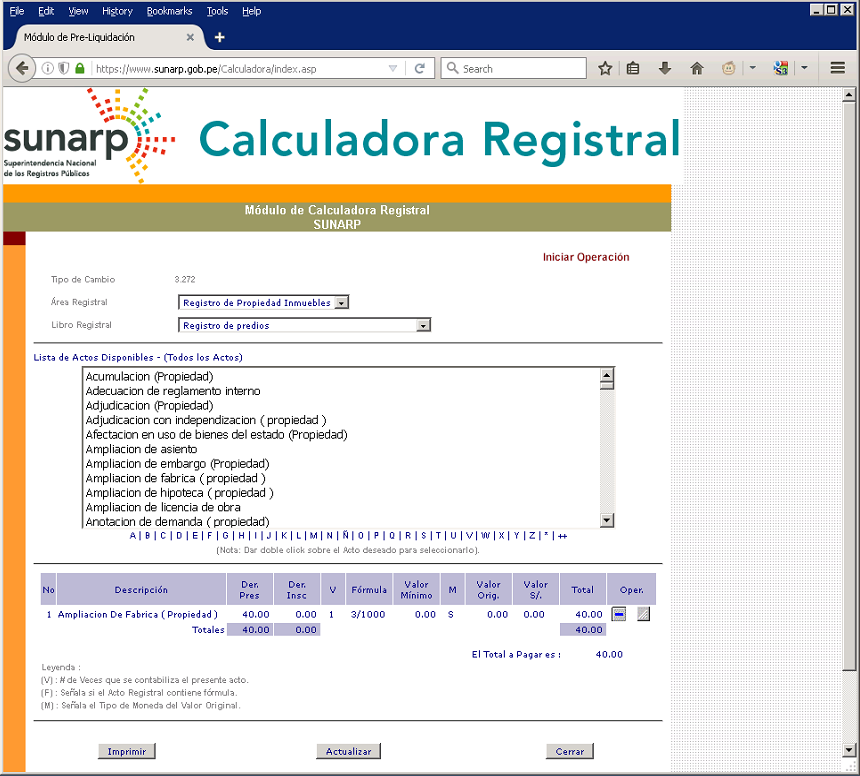 File Edit View History Bookmarks Tools Help
Módulo de Pre-Liquidación × +
https://www.sunarp.gob.pe/Calculadora/index.asp Search
sunarp
Superintendencia Nacional
de los Registros Públicos
Calculadora Registral
Módulo de Calculadora Registral
SUNARP
Iniciar Operación
Tipo de Cambio 3.272
Área Registral Registro de Propiedad Inmuebles
Libro Registral Registro de predios
Lista de Actos Disponibles - (Todos los Actos)
Acumulacion (Propiedad)
Adecuacion de reglamento interno
Adjudicacion (Propiedad)
Adjudicacion con independizacion ( propiedad )
Afectacion en uso de bienes del estado (Propiedad)
Ampliacion de asiento
Ampliacion de embargo (Propiedad)
Ampliacion de fabrica ( propiedad )
Ampliacion de hipoteca ( propiedad )
Ampliacion de licencia de obra
Anotacion de demanda ( propiedad)
A| B| C| D| E| F| G| H| I| J| K| L| M| N| Ñ| O| P| Q| R| S| T| U| V| W| X| Y| Z| *| ++
(Nota: Dar doble click sobre el Acto deseado para seleccionarlo).
No Descripción Der. Pres Der. Insc V Fórmula Valor Mínimo M Valor Orig. Valor S/. Total Oper.
1 Ampliacion De Fabrica ( Propiedad ) 40.00 0.00 1 3/1000 0.00 S 0.00 0.00 40.00
Totales 40.00 0.00 40.00
El Total a Pagar es : 40.00
Leyenda :
(V) : # de Veces que se contabiliza el presente acto.
(F) : Señala si el Acto Registral contiene fórmula.
(M) : Señala el Tipo de Moneda del Valor Original.
Imprimir Actualizar Cerrar